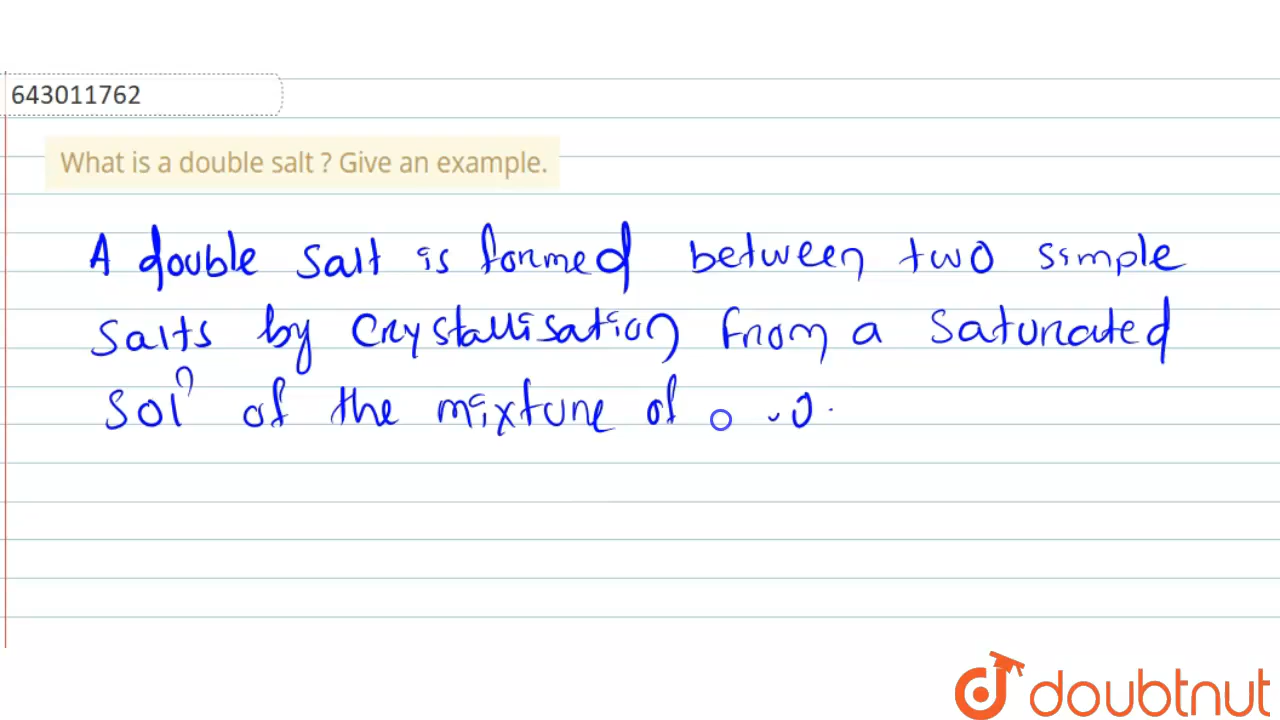 643011762
What is a double salt ? Give an example.
A double salt is formed between two simple
salts by crystallisation from a saturated
solⁿ of the mixture of
doubtnut